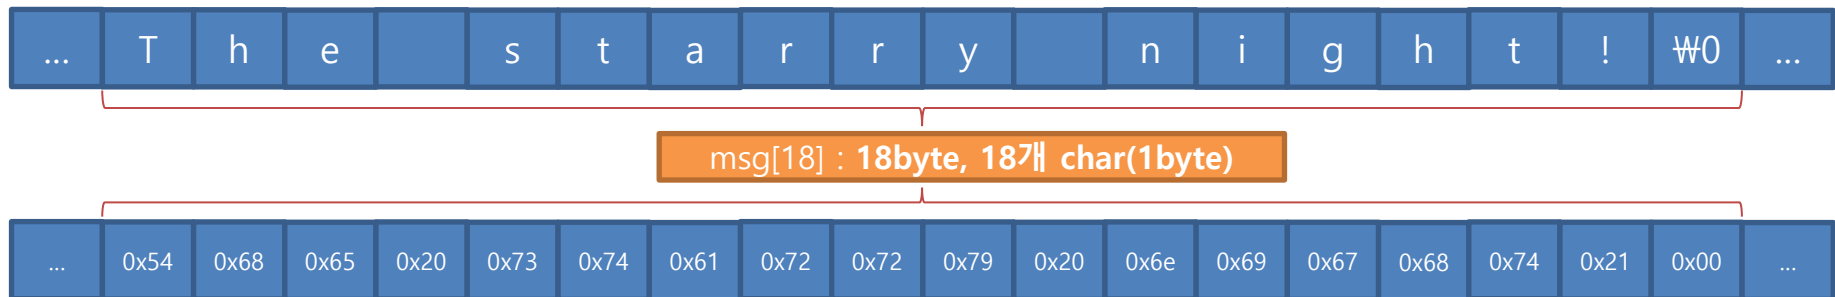 ... T h e s t a r r y n i g h t ! ₩0 ...
msg[18] : 18byte, 18개 char(1byte)
... 0x54 0x68 0x65 0x20 0x73 0x74 0x61 0x72 0x72 0x79 0x20 0x6e 0x69 0x67 0x68 0x74 0x21 0x00 ...